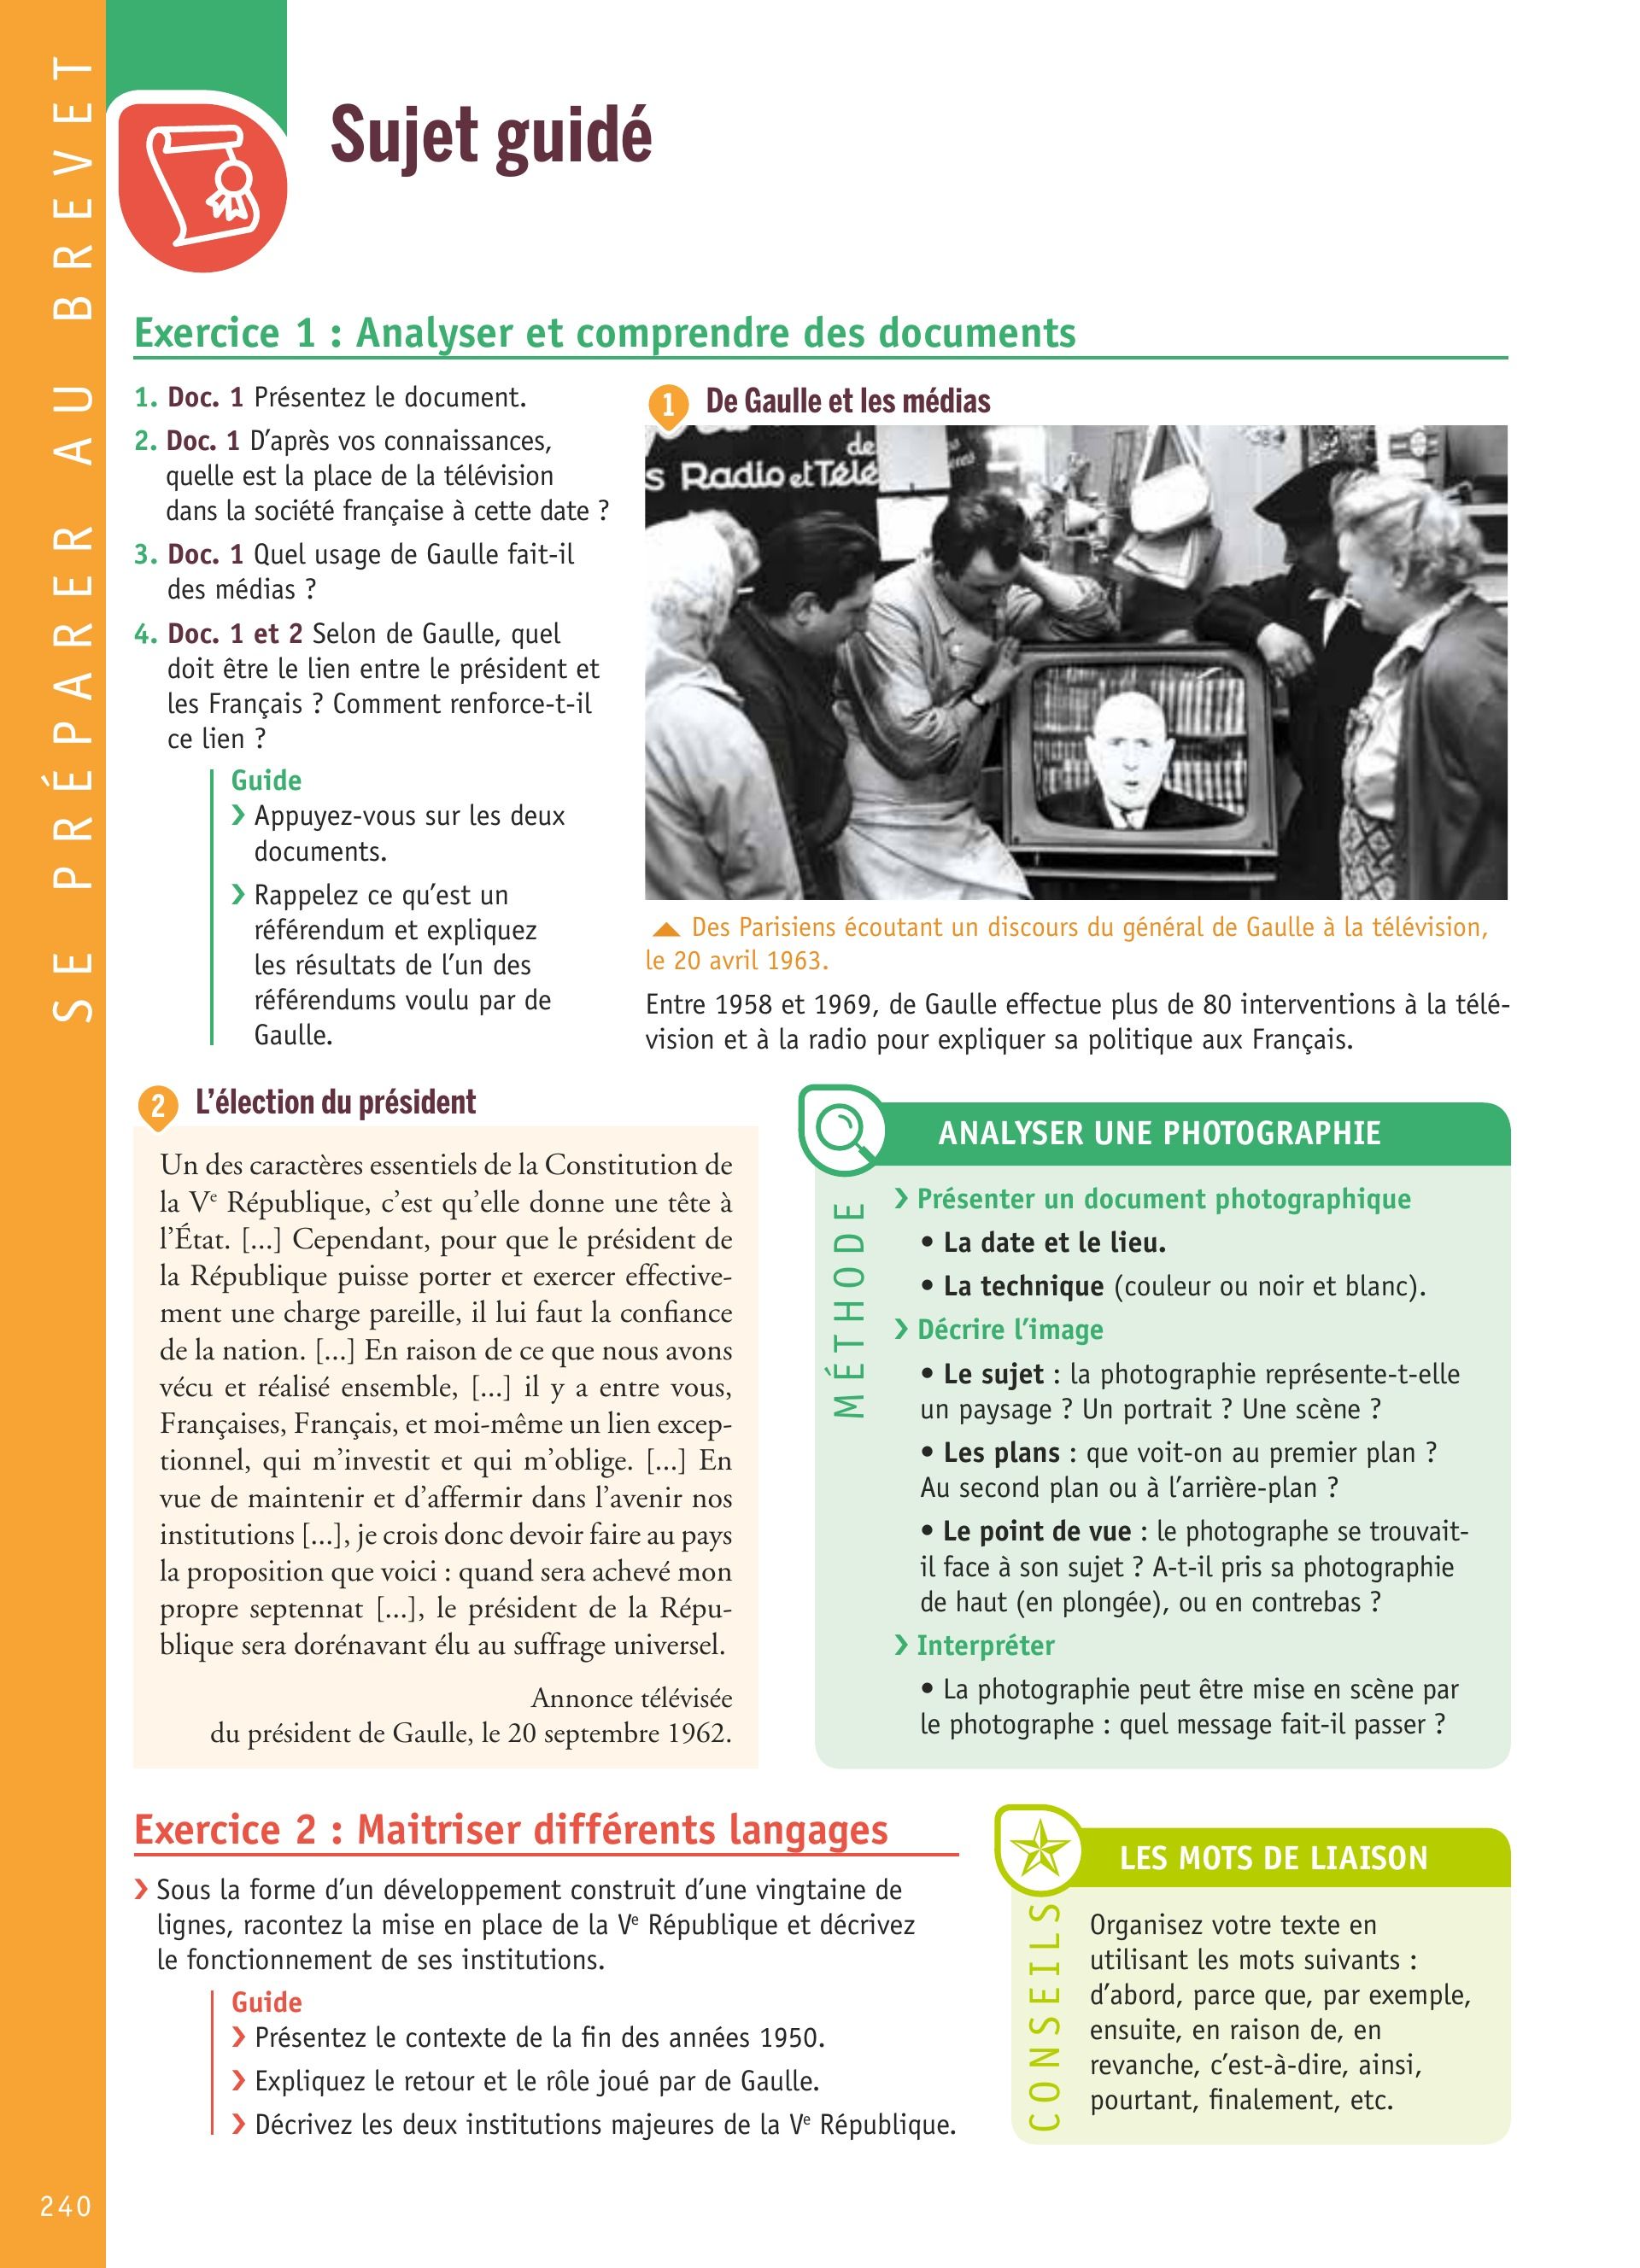 SE PRÉPARER AU BREVET
Sujet guidé
Exercice 1 : Analyser et comprendre des documents
1. Doc. 1 Présentez le document.
2. Doc. 1 D’après vos connaissances,
quelle est la place de la télévision
dans la société française à cette date ?
3. Doc. 1 Quel usage de Gaulle fait-il
des médias ?
4. Doc. 1 et 2 Selon de Gaulle, quel
doit être le lien entre le président et
les Français ? Comment renforce-t-il
ce lien ?
Guide
› Appuyez-vous sur les deux
documents.
› Rappelez ce qu’est un
référendum et expliquez
les résultats de l’un des
référendums voulu par de
Gaulle.
1 De Gaulle et les médias
de
s Radio et Télé
Des Parisiens écoutant un discours du général de Gaulle à la télévision,
le 20 avril 1963.
Entre 1958 et 1969, de Gaulle effectue plus de 80 interventions à la télé-
vision et à la radio pour expliquer sa politique aux Français.
2 L’élection du président
Un des caractères essentiels de la Constitution de
la Ve République, c’est qu’elle donne une tête à
l’État. [...] Cependant, pour que le président de
la République puisse porter et exercer effective-
ment une charge pareille, il lui faut la confiance
de la nation. [...] En raison de ce que nous avons
vécu et réalisé ensemble, [...] il y a entre vous,
Françaises, Français, et moi-même un lien excep-
tionnel, qui m’investit et qui m’oblige. [...] En
vue de maintenir et d’affermir dans l’avenir nos
institutions [...], je crois donc devoir faire au pays
la proposition que voici : quand sera achevé mon
propre septennat [...], le président de la Répu-
blique sera dorénavant élu au suffrage universel.
Annonce télévisée
du président de Gaulle, le 20 septembre 1962.
ANALYSER UNE PHOTOGRAPHIE
MÉTHODE
› Présenter un document photographique
• La date et le lieu.
• La technique (couleur ou noir et blanc).
› Décrire l’image
• Le sujet : la photographie représente-t-elle
un paysage ? Un portrait ? Une scène ?
• Les plans : que voit-on au premier plan ?
Au second plan ou à l’arrière-plan ?
• Le point de vue : le photographe se trouvait-
il face à son sujet ? A-t-il pris sa photographie
de haut (en plongée), ou en contrebas ?
› Interpréter
• La photographie peut être mise en scène par
le photographe : quel message fait-il passer ?
Exercice 2 : Maitriser différents langages
› Sous la forme d’un développement construit d’une vingtaine de
lignes, racontez la mise en place de la Ve République et décrivez
le fonctionnement de ses institutions.
Guide
› Présentez le contexte de la fin des années 1950.
› Expliquez le retour et le rôle joué par de Gaulle.
› Décrivez les deux institutions majeures de la Ve République.
LES MOTS DE LIAISON
CONSEILS
Organisez votre texte en
utilisant les mots suivants :
d’abord, parce que, par exemple,
ensuite, en raison de, en
revanche, c’est-à-dire, ainsi,
pourtant, finalement, etc.
240